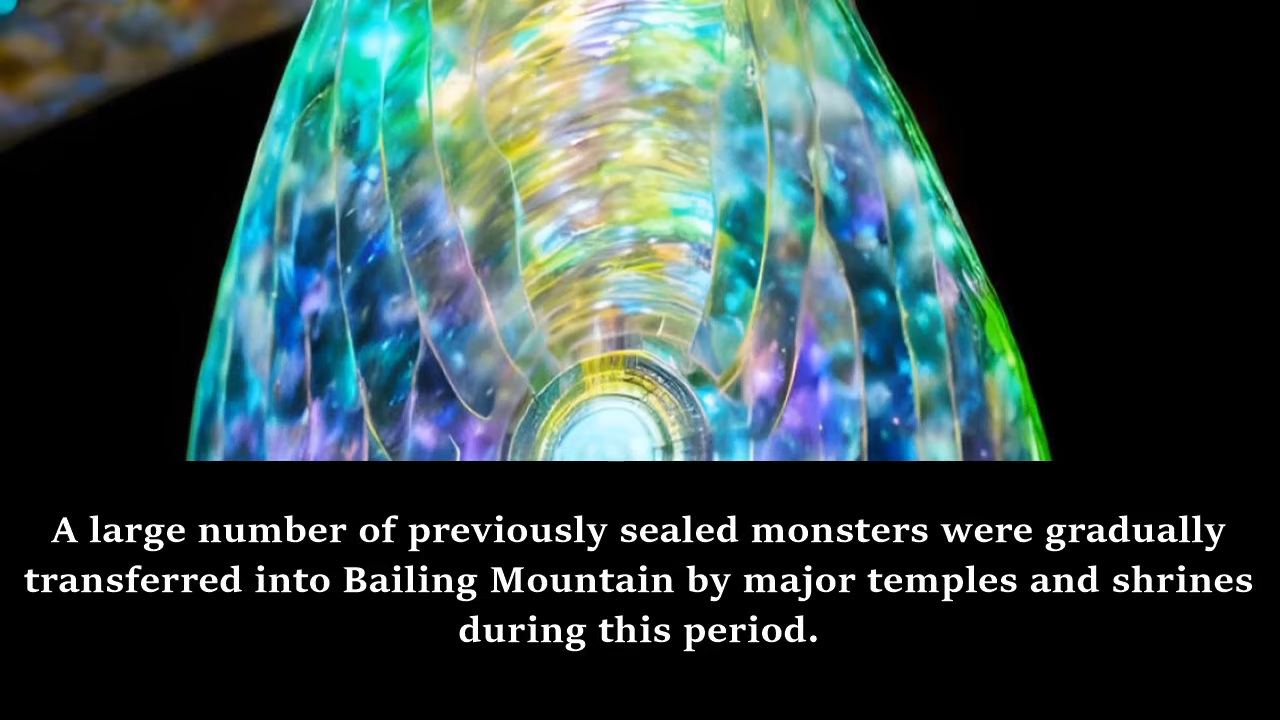 A large number of previously sealed monsters were gradually
transferred into Bailing Mountain by major temples and shrines
during this period.